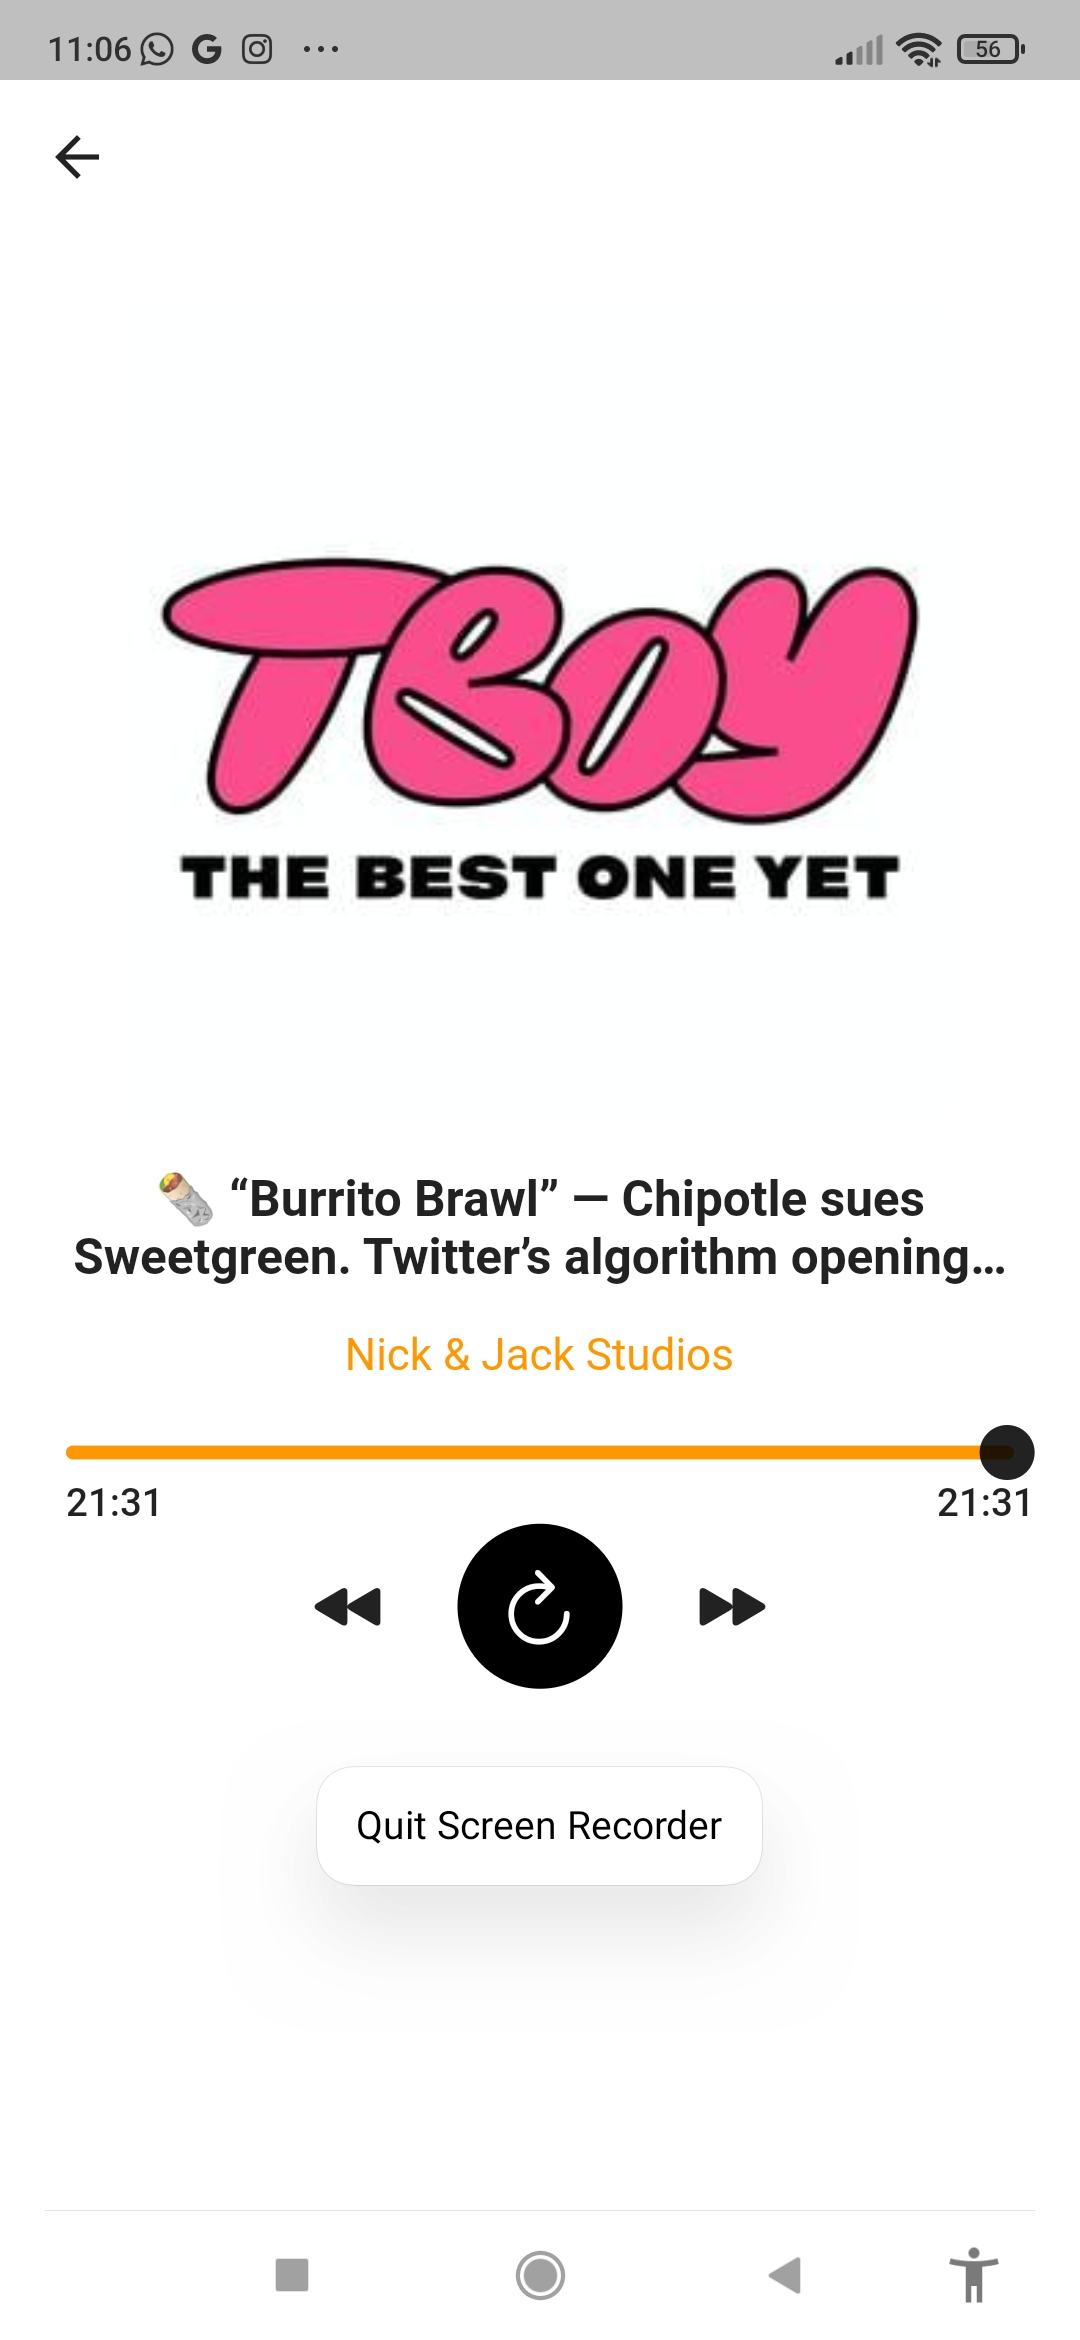 11:06
56
TBOY
THE BEST ONE YET
🌯 “Burrito Brawl” — Chipotle sues
Sweetgreen. Twitter’s algorithm opening…
Nick & Jack Studios
21:31
21:31
Quit Screen Recorder